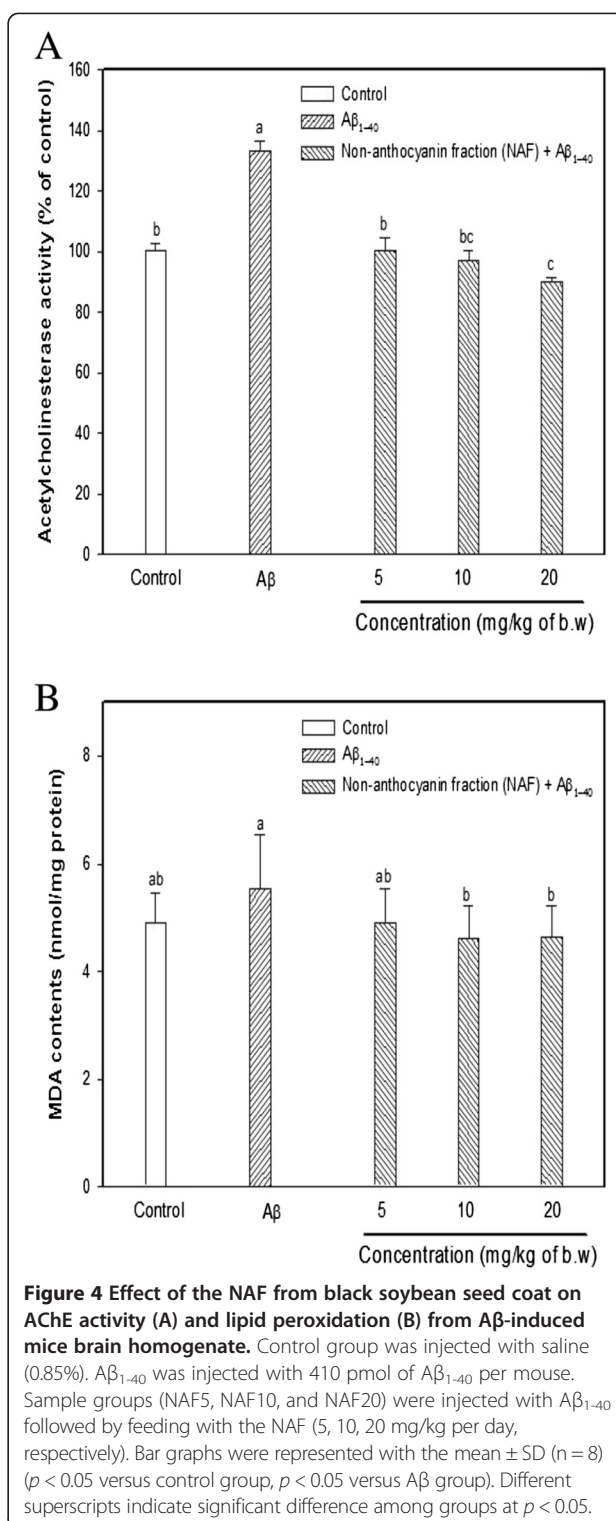 A
Acetylcholinesterase activity (% of control)
160
140
120
100
80
60
40
20
0
Control
Aβ₁₋₄₀
Non-anthocyanin fraction (NAF) + Aβ₁₋₄₀
b
a
b
bc
c
Control
Aβ
5
10
20
Concentration (mg/kg of b.w)
B
MDA contents (nmol/mg protein)
8
6
4
2
0
Control
Aβ₁₋₄₀
Non-anthocyanin fraction (NAF) + Aβ₁₋₄₀
ab
a
ab
b
b
Control
Aβ
5
10
20
Concentration (mg/kg of b.w)
Figure 4 Effect of the NAF from black soybean seed coat on
AChE activity (A) and lipid peroxidation (B) from Aβ-induced
mice brain homogenate. Control group was injected with saline
(0.85%). Aβ₁₋₄₀ was injected with 410 pmol of Aβ₁₋₄₀ per mouse.
Sample groups (NAF5, NAF10, and NAF20) were injected with Aβ₁₋₄₀
followed by feeding with the NAF (5, 10, 20 mg/kg per day,
respectively). Bar graphs were represented with the mean ± SD (n = 8)
(p < 0.05 versus control group, p < 0.05 versus Aβ group). Different
superscripts indicate significant difference among groups at p < 0.05.